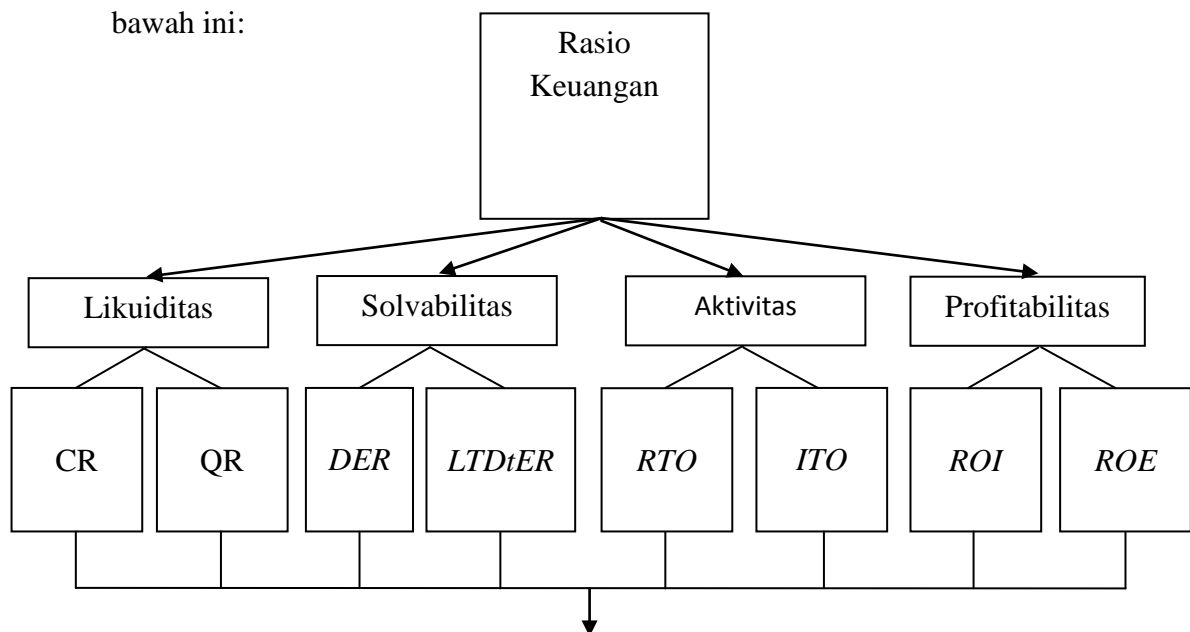 bawah ini:
Rasio
Keuangan
Likuiditas
Solvabilitas
Aktivitas
Profitabilitas
CR
QR
DER
LTDtER
RTO
ITO
ROI
ROE